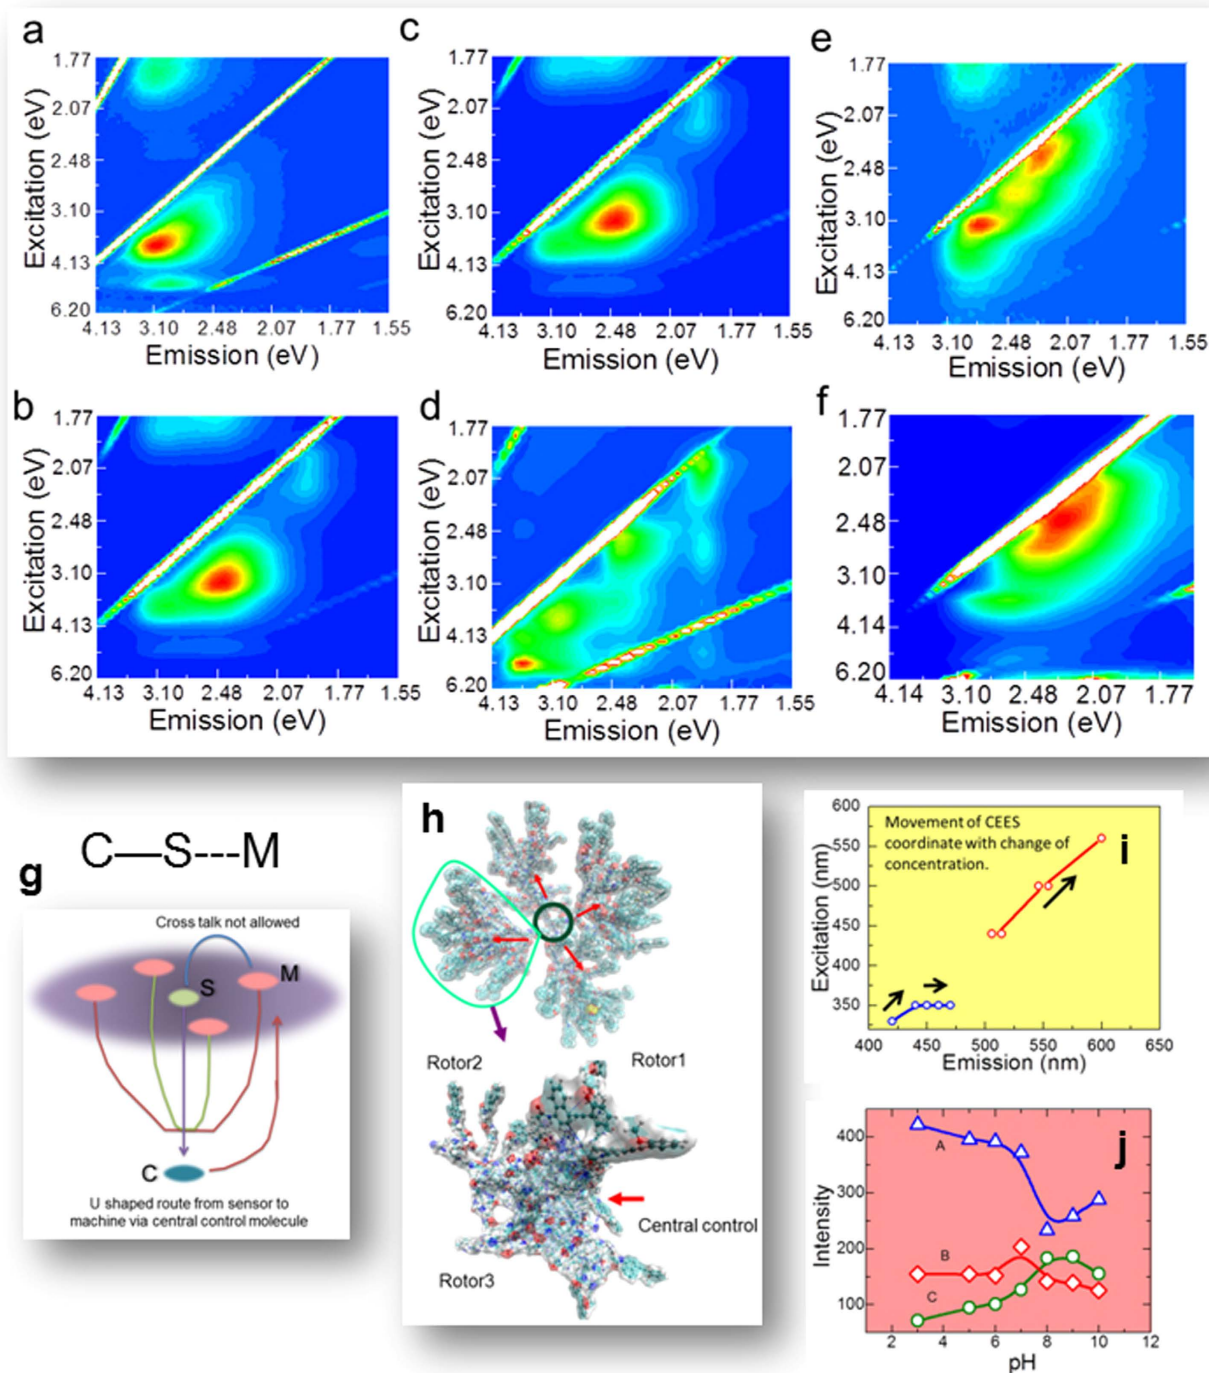 a
1.77
2.07
2.48
3.10
4.13
6.20
Excitation (eV)
4.13 3.10 2.48 2.07 1.77 1.55
Emission (eV)
c
1.77
2.07
2.48
3.10
4.13
6.20
Excitation (eV)
4.13 3.10 2.48 2.07 1.77 1.55
Emission (eV)
e
1.77
2.07
2.48
3.10
4.13
6.20
Excitation (eV)
4.13 3.10 2.48 2.07 1.77 1.55
Emission (eV)
b
1.77
2.07
2.48
3.10
4.13
6.20
Excitation (eV)
4.13 3.10 2.48 2.07 1.77 1.55
Emission (eV)
d
1.77
2.07
2.48
3.10
4.13
6.20
Excitation (eV)
4.13 3.10 2.48 2.07 1.77 1.55
Emission (eV)
f
1.77
2.07
2.48
3.10
4.14
6.20
Excitation (eV)
4.14 3.10 2.48 2.07 1.77
Emission (eV)
g
C—S---M
Cross talk not allowed
S
M
C
U shaped route from sensor to
machine via central control molecule
h
Rotor2
Rotor1
Central control
Rotor3
i
Movement of CEES
coordinate with change of
concentration.
600
550
500
450
400
350
Excitation (nm)
400 450 500 550 600 650
Emission (nm)
j
A
B
C
400
300
200
100
Intensity
2 4 6 8 10 12
pH